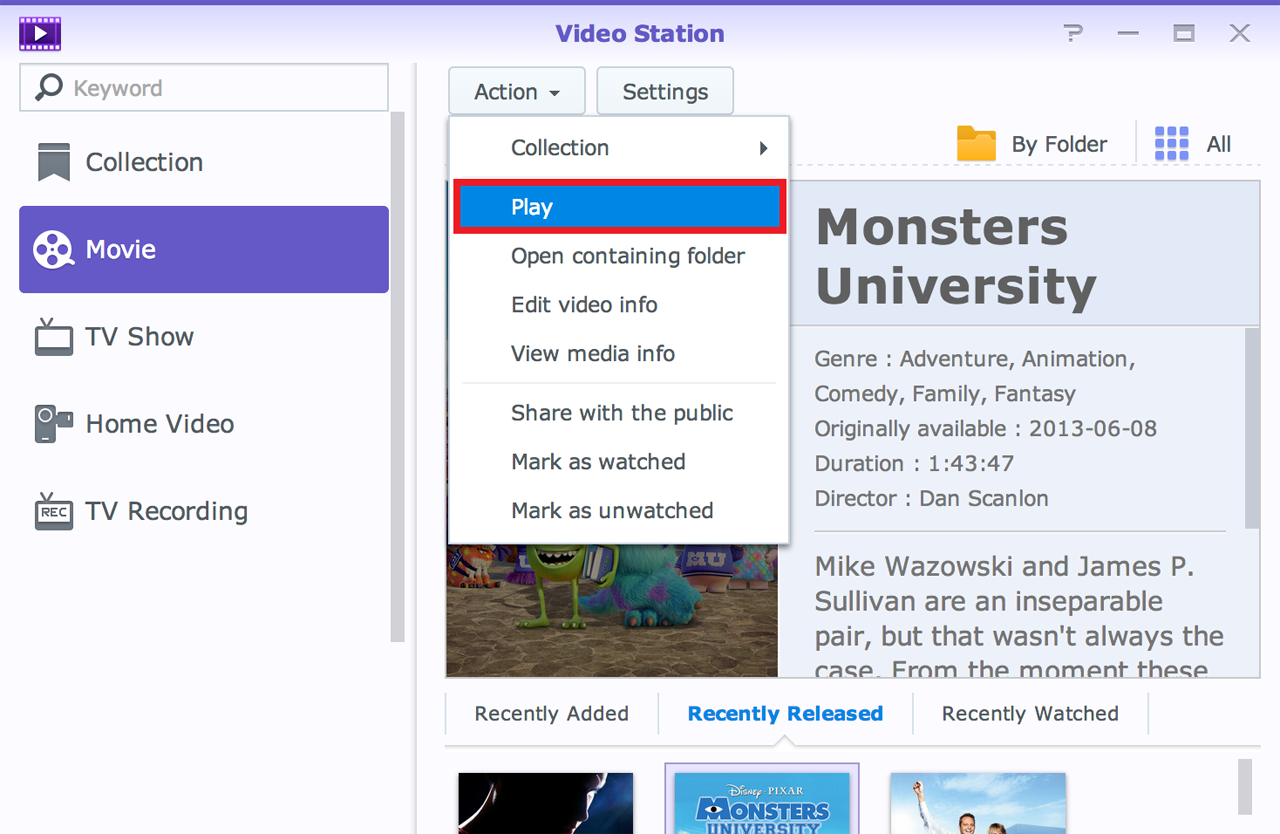 Video Station
Keyword
Collection
Movie
TV Show
Home Video
REC
TV Recording
Action
Settings
Collection
Play
Open containing folder
Edit video info
View media info
Share with the public
Mark as watched
Mark as unwatched
By Folder
All
Monsters
University
Genre : Adventure, Animation,
Comedy, Family, Fantasy
Originally available : 2013-06-08
Duration : 1:43:47
Director : Dan Scanlon
Mike Wazowski and James P.
Sullivan are an inseparable
pair, but that wasn't always the
case. From the moment these
MU
Recently Added
Recently Released
Recently Watched
DISNEY · PIXAR
MONSTERS
UNIVERSITY